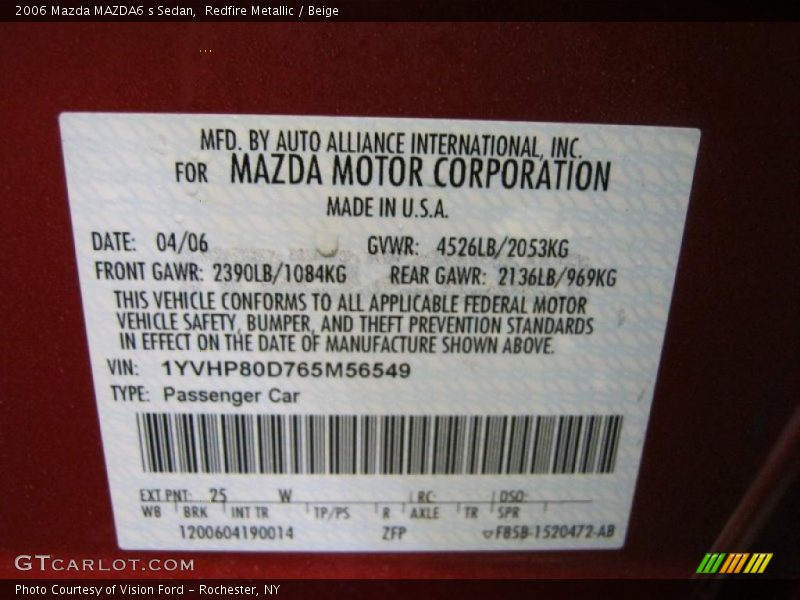 2006 Mazda MAZDA6 s Sedan,  Redfire Metallic / Beige
MFD. BY AUTO ALLIANCE INTERNATIONAL, INC.
FOR MAZDA MOTOR CORPORATION
MADE IN U.S.A.
DATE: 04/06 GVWR: 4526LB/2053KG
FRONT GAWR: 2390LB/1084KG REAR GAWR: 2136LB/969KG
THIS VEHICLE CONFORMS TO ALL APPLICABLE FEDERAL MOTOR
VEHICLE SAFETY, BUMPER, AND THEFT PREVENTION STANDARDS
IN EFFECT ON THE DATE OF MANUFACTURE SHOWN ABOVE.
VIN: 1YVHP80D765M56549
TYPE: Passenger Car
EXT PNT: 25 W RC: DSO:
WB BRK INT TR TP/PS R AXLE TR SPR
1200604190014 ZFP F85B-1520472-AB
GTCARLOT.COM
Photo Courtesy of Vision Ford – Rochester, NY